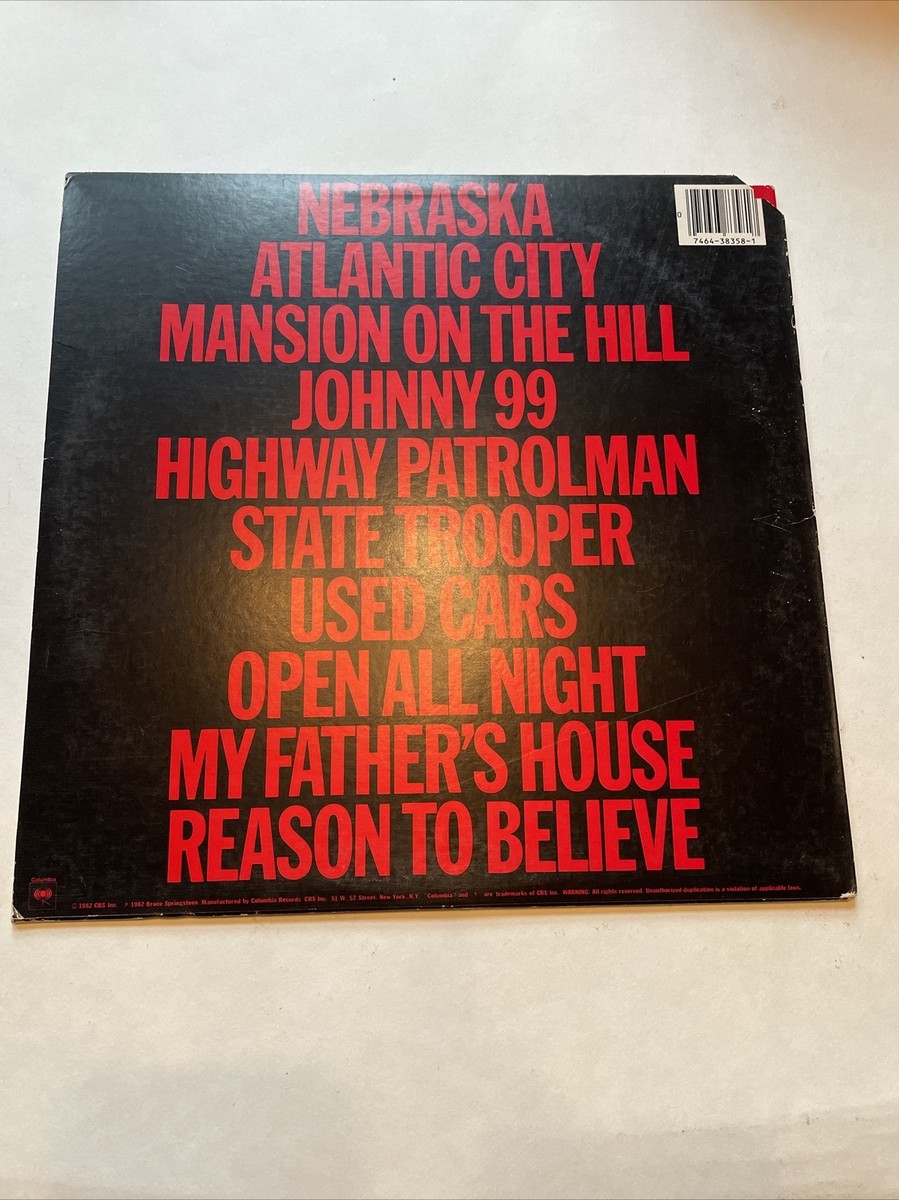 NEBRASKA
ATLANTIC CITY
MANSION ON THE HILL
JOHNNY 99
HIGHWAY PATROLMAN
STATE TROOPER
USED CARS
OPEN ALL NIGHT
MY FATHER'S HOUSE
REASON TO BELIEVE
0
7464-38358-1
Columbia
© 1982 CBS Inc. ℗ 1982 Bruce Springsteen Manufactured by Columbia Records CBS Inc. 51 W. 52 Street, New York, N.Y. "Columbia" and are trademarks of CBS Inc. WARNING: All rights reserved. Unauthorized duplication is a violation of applicable laws.